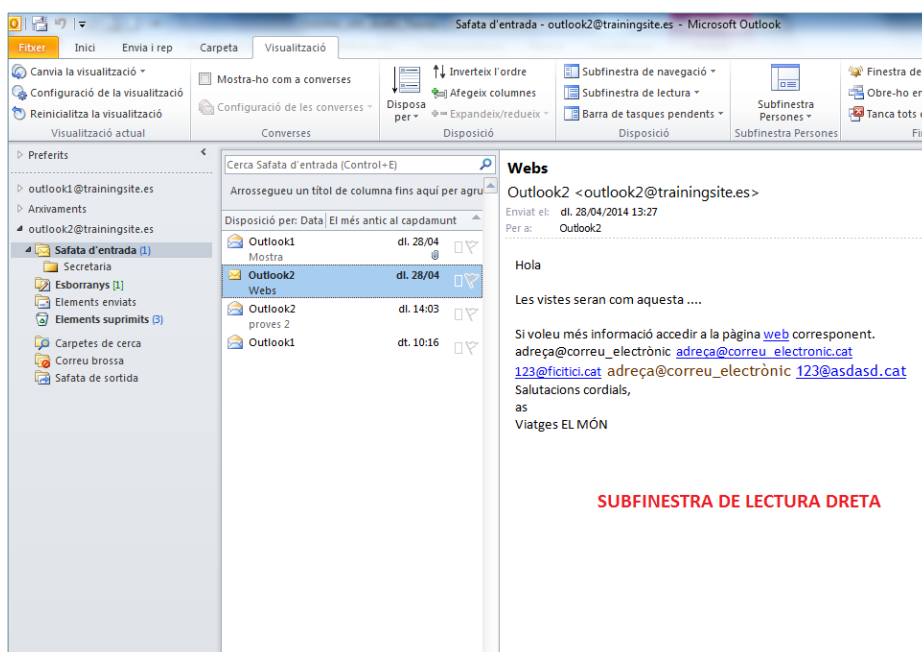 Safata d'entrada - outlook2@trainingsite.es - Microsoft Outlook
Fitxer Inici Envia i rep Carpeta Visualització
Canvia la visualització
Configuració de la visualització
Reinicialitza la visualització
Visualització actual
Mostra-ho com a converses
Configuració de les converses
Converses
Disposa per
Inverteix l'ordre
Afegeix columnes
Expandeix/redueix
Disposició
Subfinestra de navegació
Subfinestra de lectura
Barra de tasques pendents
Disposició
Subfinestra
Persones
Subfinestra Persones
Finestra de
Obre-ho en
Tanca tots
Preferits
outlook1@trainingsite.es
Arxivaments
outlook2@trainingsite.es
Safata d'entrada (1)
Secretaria
Esborranys [1]
Elements enviats
Elements suprimits (3)
Carpetes de cerca
Correu brossa
Safata de sortida
Cerca Safata d'entrada (Control+E)
Arrossegueu un títol de columna fins aquí per agru
Disposició per: Data El més antic al capdamunt
Outlook1 dl. 28/04
Mostra
Outlook2 dl. 28/04
Webs
Outlook2 dl. 14:03
proves 2
Outlook1 dt. 10:16
Webs
Outlook2 <outlook2@trainingsite.es>
Enviat el: dl. 28/04/2014 13:27
Per a: Outlook2
Hola
Les vistes seran com aquesta ....
Si voleu més informació accedir a la pàgina web corresponent.
adreça@correu_electrònic adreça@correu_electronic.cat
123@ficitici.cat adreça@correu_electrònic 123@asdasd.cat
Salutacions cordials,
as
Viatges EL MÓN
SUBFINESTRA DE LECTURA DRETA